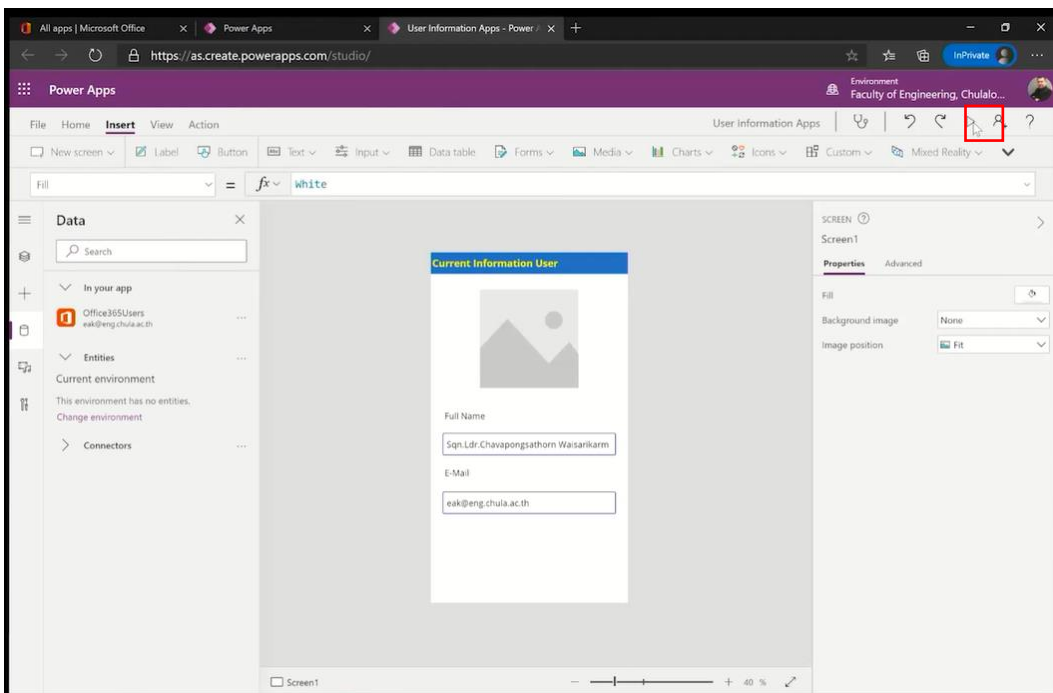 All apps | Microsoft Office
Power Apps
User Information Apps - Power A
https://as.create.powerapps.com/studio/
InPrivate
Power Apps
Environment
Faculty of Engineering, Chulalo...
File Home Insert View Action
User Information Apps
New screen Label Button Text Input Data table Forms Media Charts Icons Custom Mixed Reality
Fill = fx White
Data
Search
In your app
Office365Users
eak@eng.chula.ac.th
Entities
Current environment
This environment has no entities.
Change environment
Connectors
Current Information User
Full Name
Sqn.Ldr.Chavapongsathorn Waisarikarm
E-Mail
eak@eng.chula.ac.th
SCREEN
Screen1
Properties Advanced
Fill
Background image None
Image position Fit
Screen1
40 %